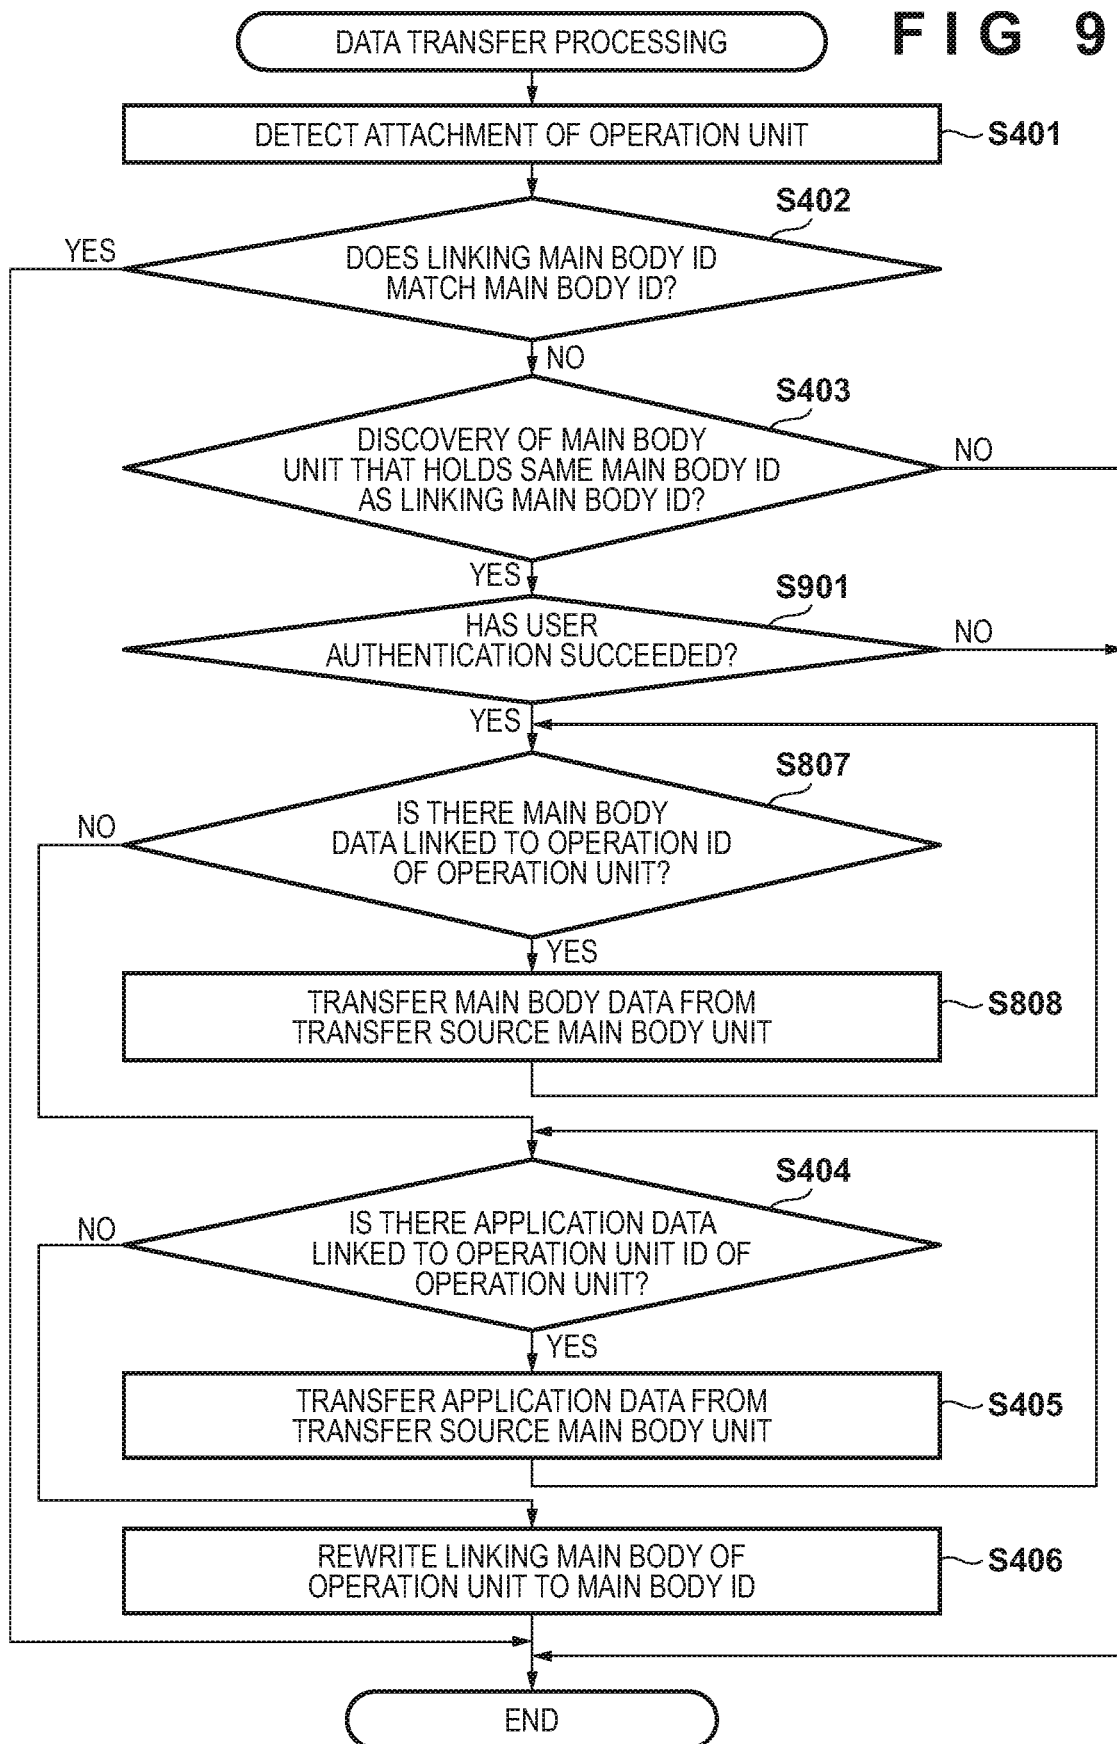 FIG 9
DATA TRANSFER PROCESSING
DETECT ATTACHMENT OF OPERATION UNIT
S401
S402
YES
DOES LINKING MAIN BODY ID
MATCH MAIN BODY ID?
NO
S403
DISCOVERY OF MAIN BODY
UNIT THAT HOLDS SAME MAIN BODY ID
AS LINKING MAIN BODY ID?
NO
YES
S901
HAS USER
AUTHENTICATION SUCCEEDED?
NO
YES
S807
IS THERE MAIN BODY
DATA LINKED TO OPERATION ID
OF OPERATION UNIT?
NO
YES
TRANSFER MAIN BODY DATA FROM
TRANSFER SOURCE MAIN BODY UNIT
S808
S404
IS THERE APPLICATION DATA
LINKED TO OPERATION UNIT ID OF
OPERATION UNIT?
NO
YES
TRANSFER APPLICATION DATA FROM
TRANSFER SOURCE MAIN BODY UNIT
S405
REWRITE LINKING MAIN BODY OF
OPERATION UNIT TO MAIN BODY ID
S406
END